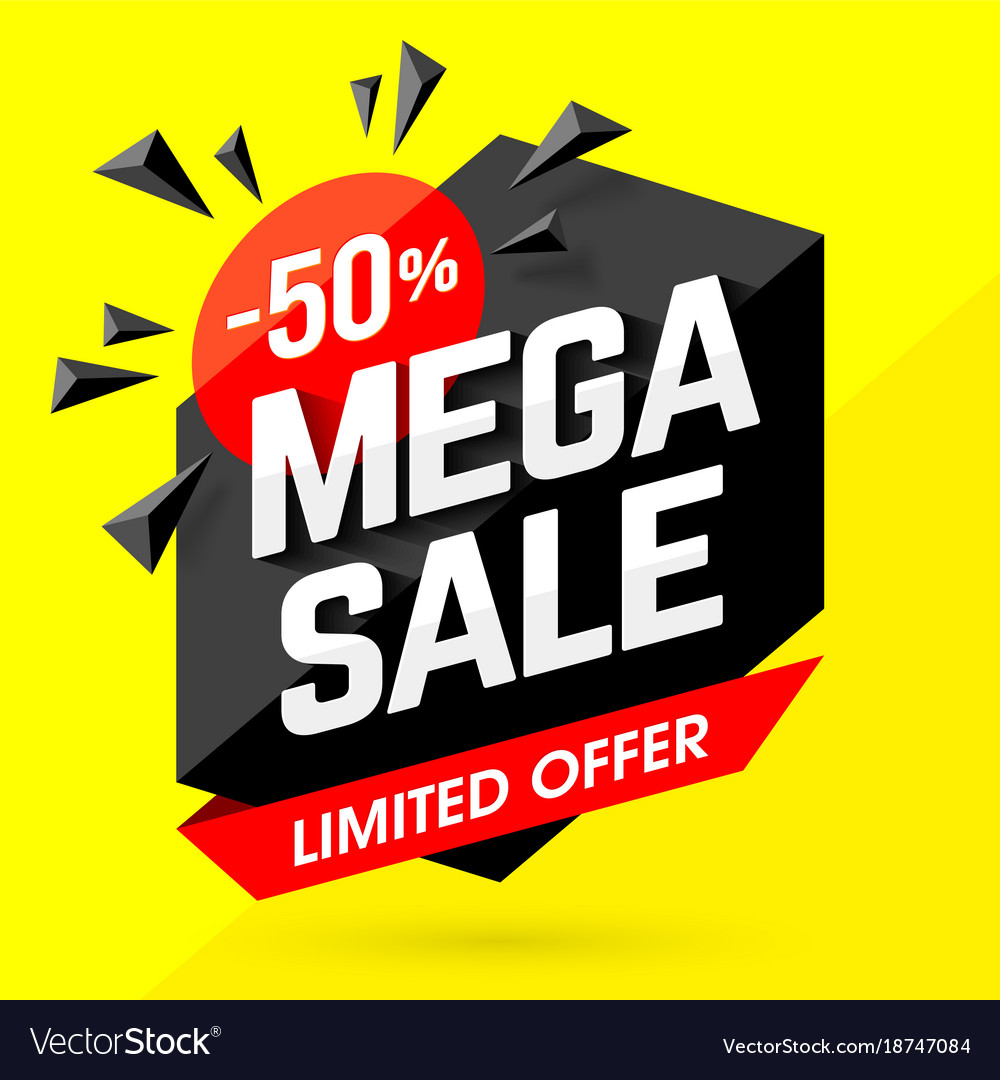 -50%
MEGA
SALE
LIMITED OFFER
VectorStock®
VectorStock.com/18747084